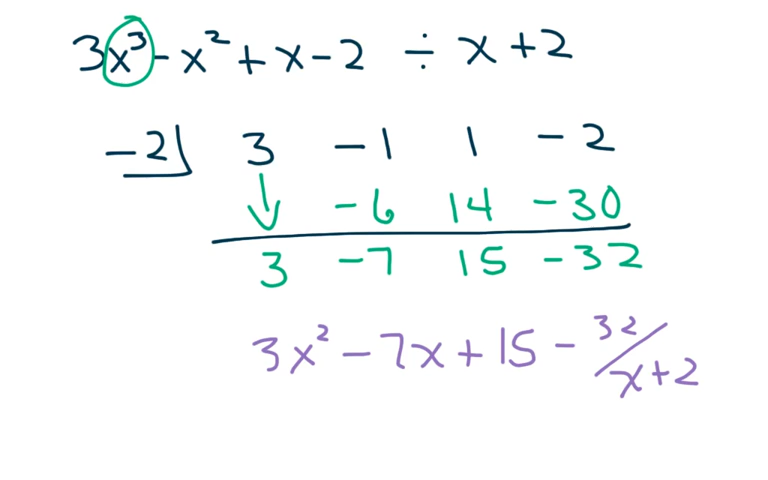 3x³ - x² + x - 2 ÷ x + 2
-2 3 -1 1 -2
↓ -6 14 -30
3 -7 15 -32
3x² - 7x + 15 - 32/x+2